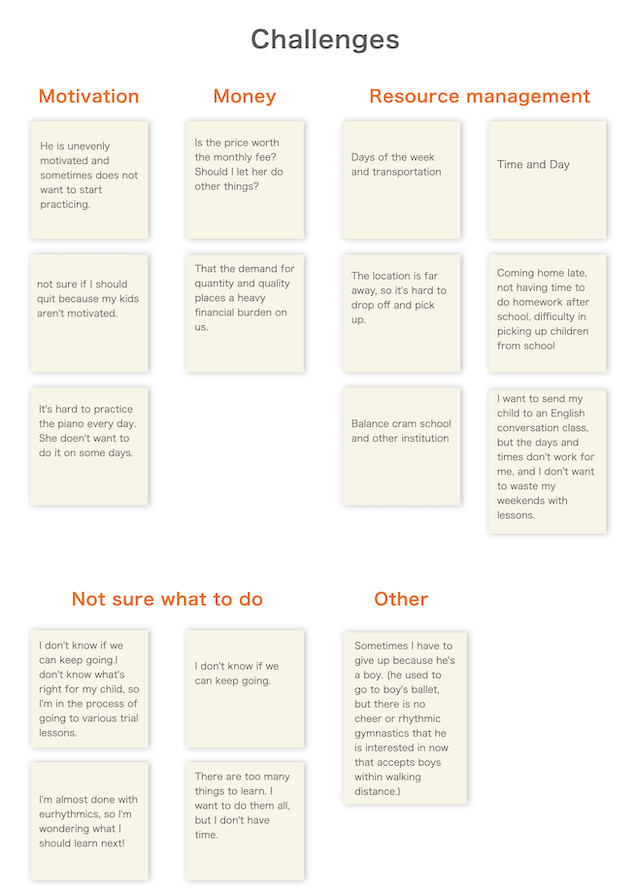 Challenges
Motivation
He is unevenly
motivated and
sometimes does not
want to start
practicing.
not sure if I should
quit because my kids
aren't motivated.
It's hard to practice
the piano every day.
She doen't want to
do it on some days.
Money
Is the price worth
the monthly fee?
Should I let her do
other things?
That the demand for
quantity and quality
places a heavy
financial burden on
us.
Resource management
Days of the week
and transportation
Time and Day
The location is far
away, so it's hard to
drop off and pick
up.
Coming home late,
not having time to
do homework after
school, difficulty in
picking up children
from school
Balance cram school
and other institution
I want to send my
child to an English
conversation class,
but the days and
times don't work for
me, and I don't want
to waste my
weekends with
lessons.
Not sure what to do
I don't know if we
can keep going.I
don't know what's
right for my child, so
I'm in the process of
going to various trial
lessons.
I don't know if we
can keep going.
I'm almost done with
eurhythmics, so I'm
wondering what I
should learn next!
There are too many
things to learn. I
want to do them all,
but I don't have
time.
Other
Sometimes I have to
give up because he's
a boy. (he used to
go to boy's ballet,
but there is no
cheer or rhythmic
gymnastics that he
is interested in now
that accepts boys
within walking
distance.)